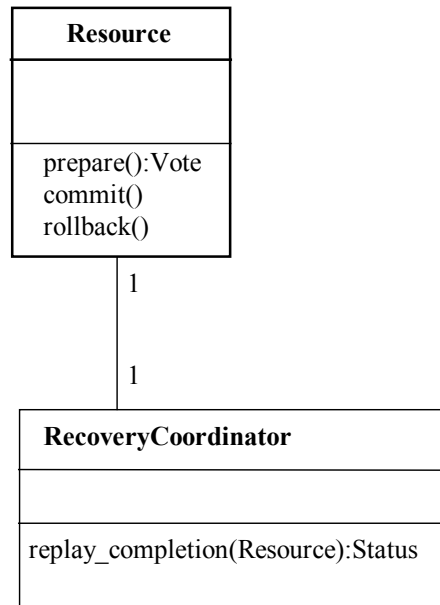 Resource
prepare():Vote
commit()
rollback()
1
1
RecoveryCoordinator
replay_completion(Resource):Status